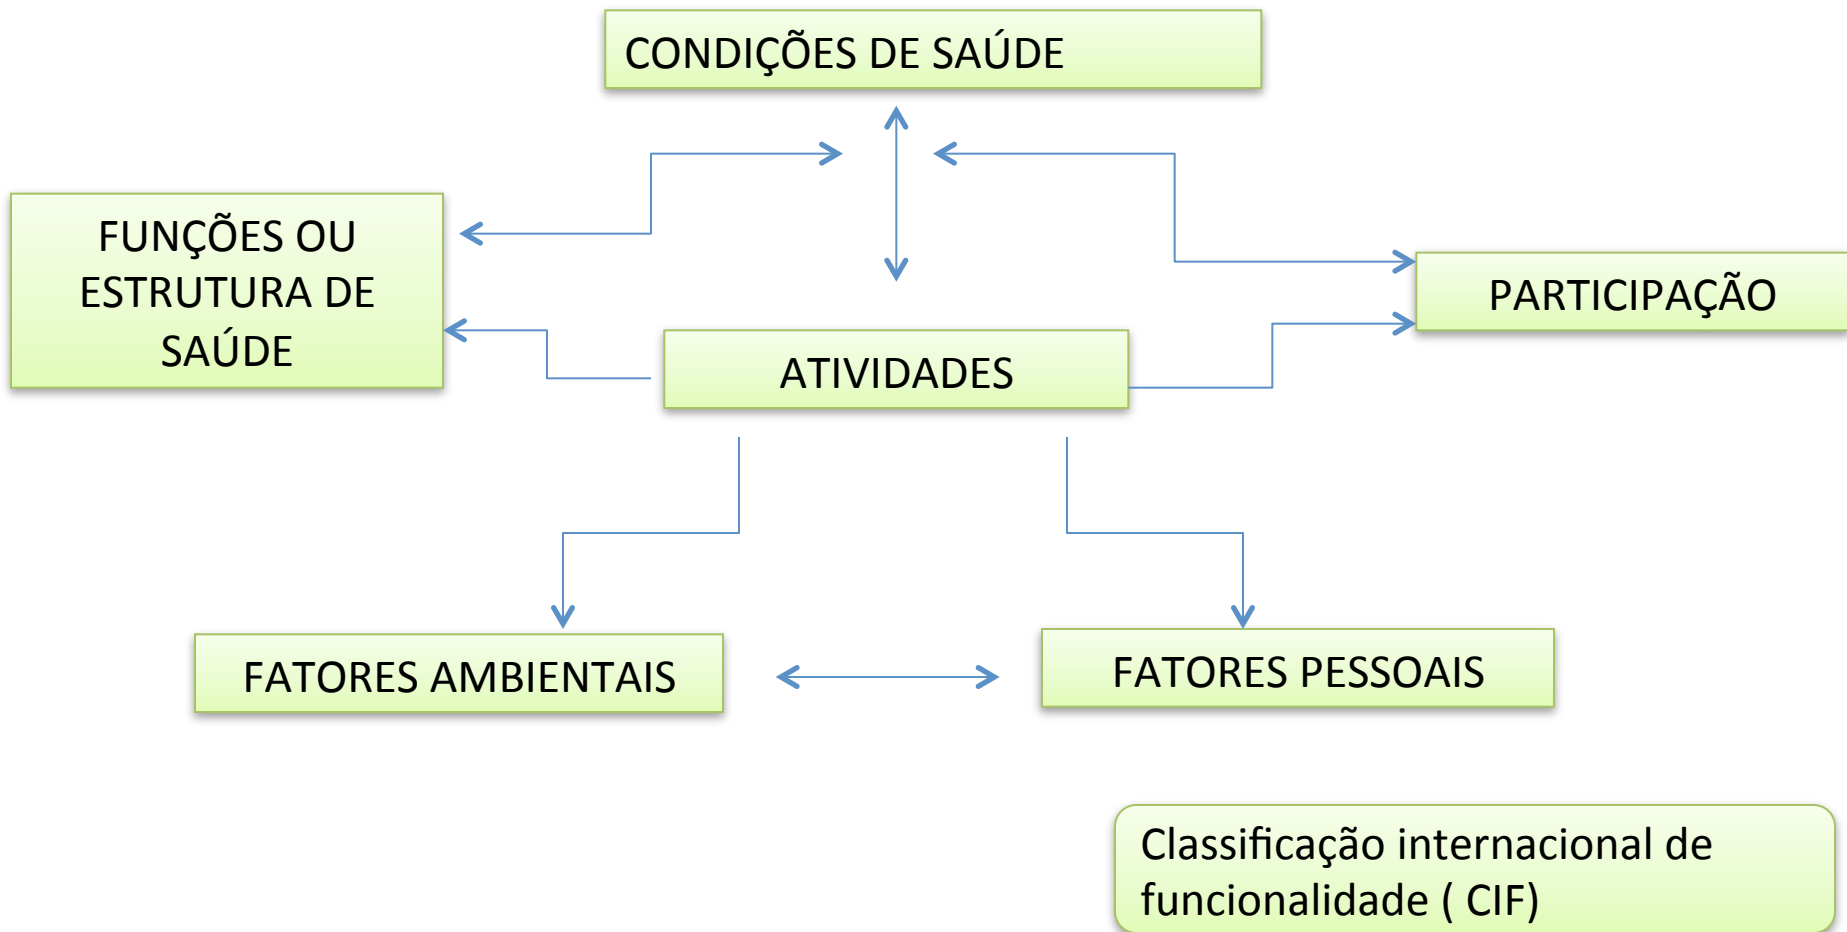 CONDIÇÕES DE SAÚDE
FUNÇÕES OU
ESTRUTURA DE
SAÚDE
PARTICIPAÇÃO
ATIVIDADES
FATORES AMBIENTAIS
FATORES PESSOAIS
Classificação internacional de
funcionalidade ( CIF)